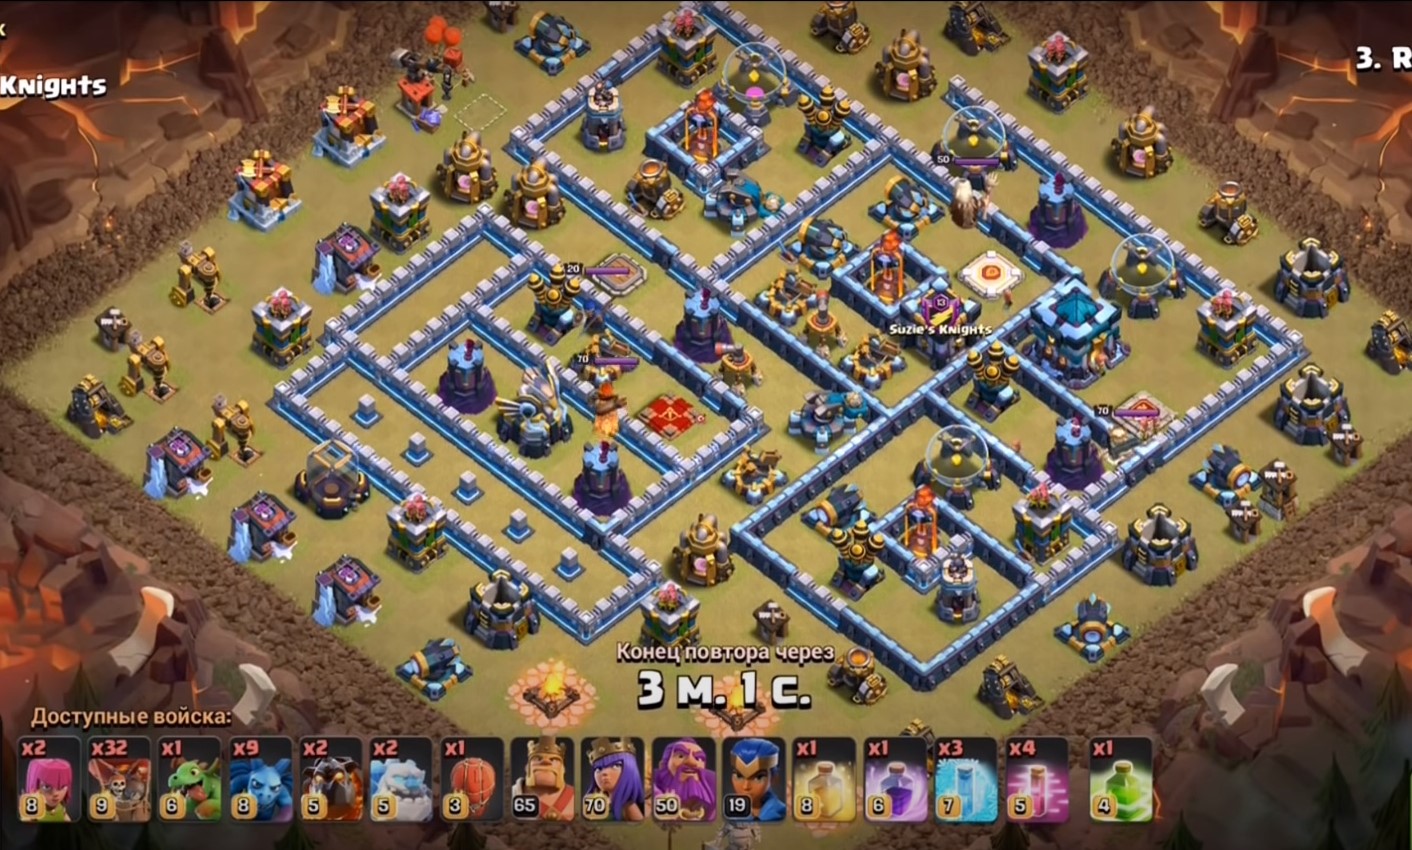 к
Knights
3. R
50
20
13
Suzie's Knights
70
70
Конец повтора через
3 м. 1 с.
Доступные войска:
x2 x32 x1 x9 x2 x2 x1 x1 x1 x3 x4 x1
8 9 6 8 5 5 3 65 70 50 19 8 6 7 5 4